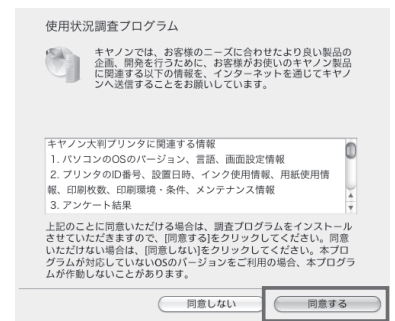 使用状況調査プログラム
キヤノンでは、お客様のニーズに合わせたより良い製品の
企画、開発を行うために、お客様がお使いのキヤノン製品
に関連する以下の情報を、インターネットを通じてキヤノ
ンへ送信することをお願いしています。
キヤノン大判プリンタに関連する情報
1. パソコンのOSのバージョン、言語、画面設定情報
2. プリンタのID番号、設置日時、インク使用情報、用紙使用情
報、印刷枚数、印刷環境・条件、メンテナンス情報
3. アンケート結果
上記のことに同意いただける場合は、調査プログラムをインストール
させていただきますので、[同意する]をクリックしてください。同意
いただけない場合は、[同意しない]をクリックしてください。本プロ
グラムが対応していないOSのバージョンをご利用の場合、本プログラ
ムが作動しないことがあります。
同意しない
同意する